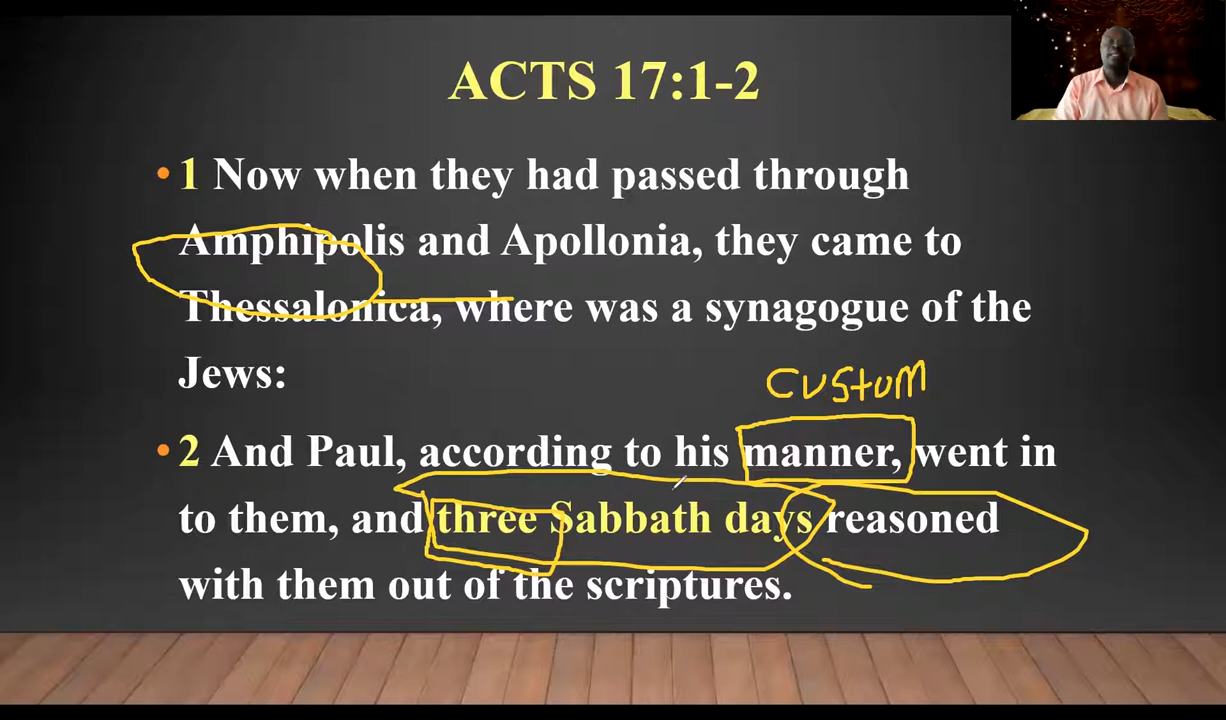 ACTS 17:1-2
• 1 Now when they had passed through
Amphipolis and Apollonia, they came to
Thessalonica, where was a synagogue of the
Jews:
CUSTOM
• 2 And Paul, according to his manner, went in
to them, and three Sabbath days reasoned
with them out of the scriptures.